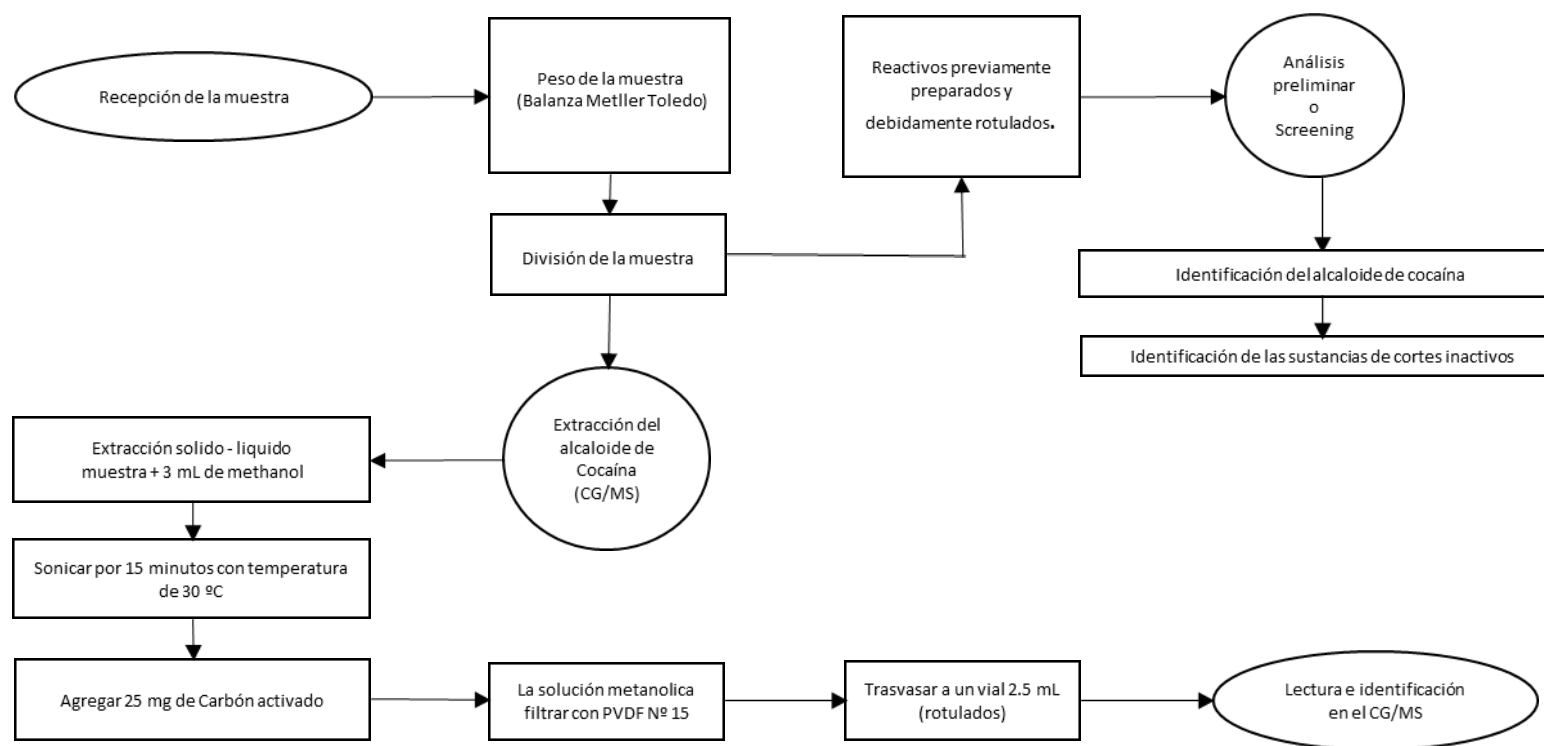 Recepción de la muestra
Peso de la muestra
(Balanza Metller Toledo)
Reactivos previamente
preparados y
debidamente rotulados.
Análisis
preliminar
o
Screening
División de la muestra
Identificación del alcaloide de cocaína
Identificación de las sustancias de cortes inactivos
Extracción del
alcaloide de
Cocaína
(CG/MS)
Extracción solido - liquido
muestra + 3 mL de methanol
Sonicar por 15 minutos con temperatura
de 30 ºC
Agregar 25 mg de Carbón activado
La solución metanolica
filtrar con PVDF Nº 15
Trasvasar a un vial 2.5 mL
(rotulados)
Lectura e identificación
en el CG/MS